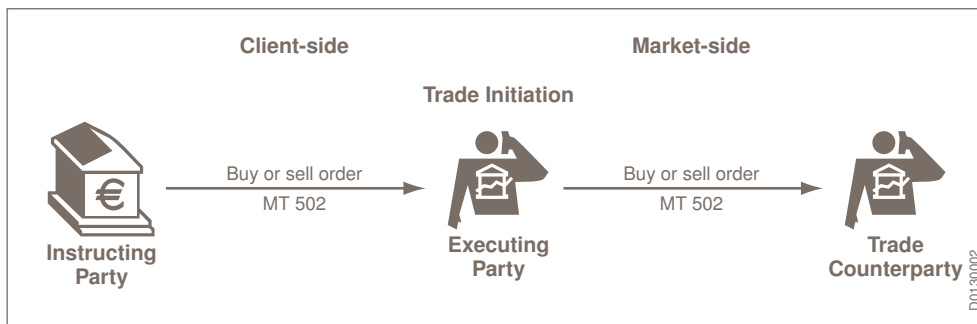 Client-side
Market-side
Trade Initiation
€
Buy or sell order
MT 502
Buy or sell order
MT 502
Instructing
Party
Executing
Party
Trade
Counterparty
D0130002